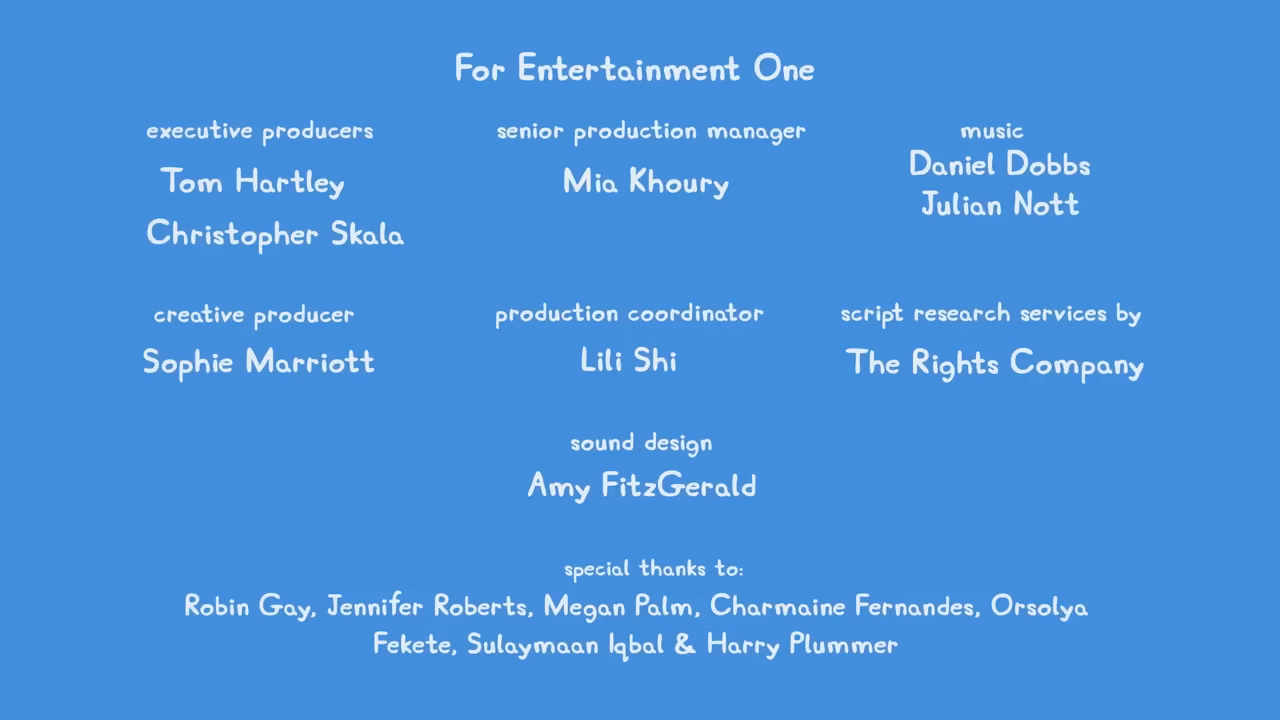 For Entertainment One
executive producers
Tom Hartley
Christopher Skala
senior production manager
Mia Khoury
music
Daniel Dobbs
Julian Nott
creative producer
Sophie Marriott
production coordinator
Lili Shi
script research services by
The Rights Company
sound design
Amy FitzGerald
special thanks to:
Robin Gay, Jennifer Roberts, Megan Palm, Charmaine Fernandes, Orsolya
Fekete, Sulaymaan Iqbal & Harry Plummer